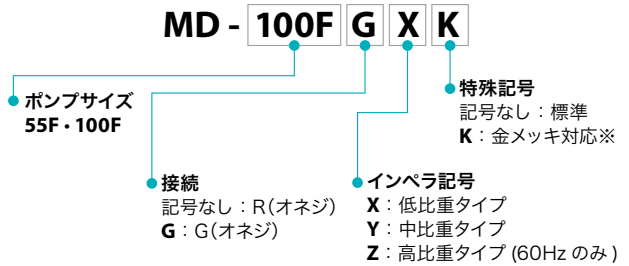 MD - 100F G X K
ポンプサイズ
55F・100F
接続
記号なし：R(オネジ)
G：G(オネジ)
インペラ記号
X：低比重タイプ
Y：中比重タイプ
Z：高比重タイプ (60Hz のみ)
特殊記号
記号なし：標準
K：金メッキ対応※